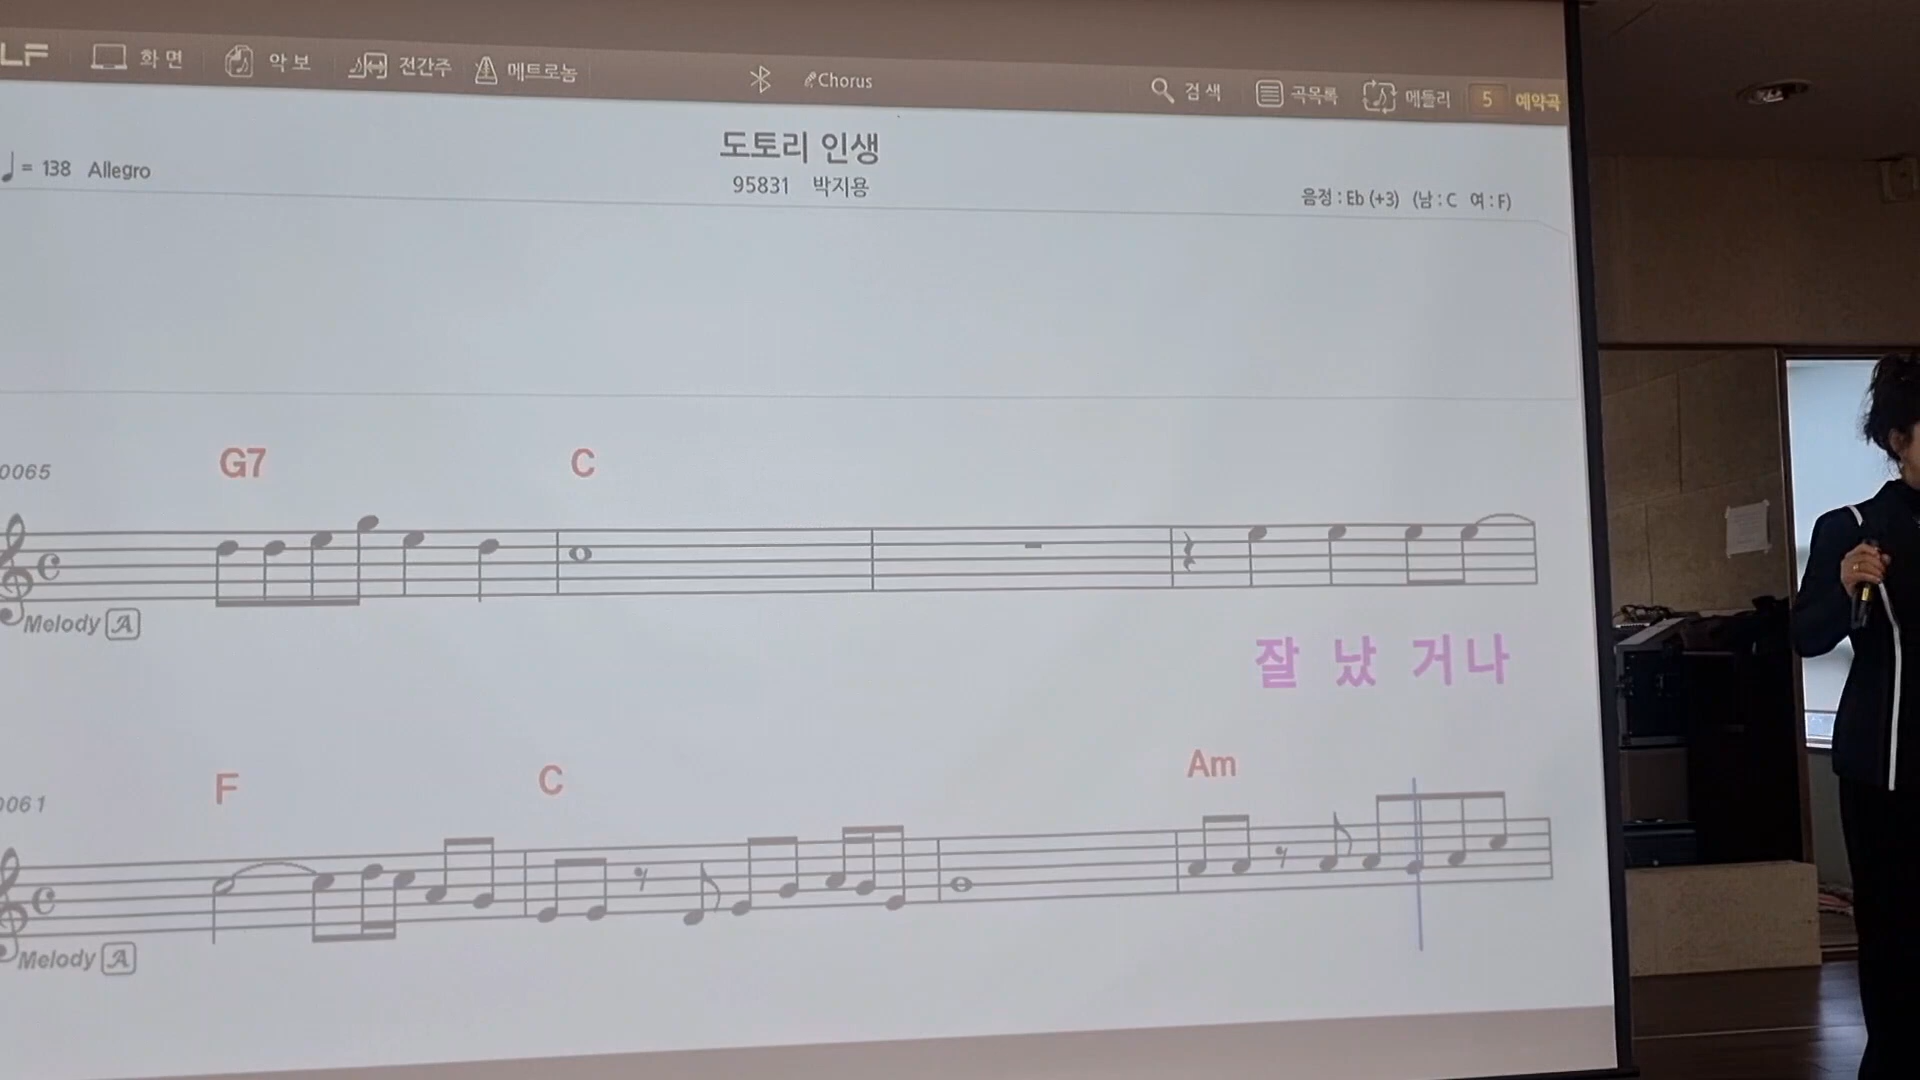 LF 화면 악보 전간주 메트로놈 Chorus 검색 곡목록 메들리 5 예약곡
도토리 인생
= 138 Allegro
95831 박지용
음정 : Eb (+3) (남 : C 여 : F)
0065 G7 C
Melody A
잘 났 거나
0061 F C Am
Melody A